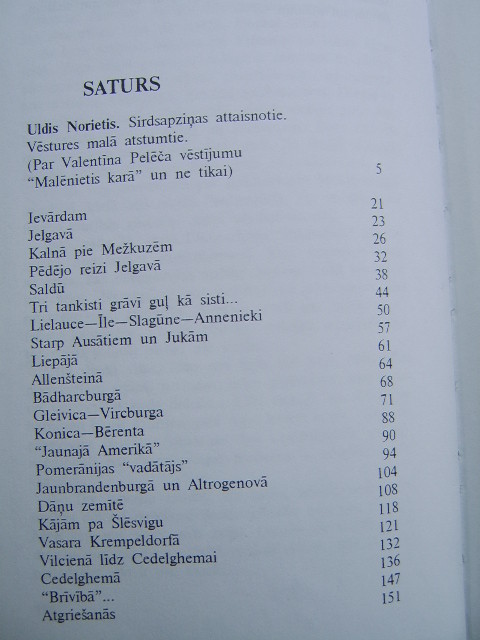 SATURS
Uldis Norietis. Sirdsapziņas attaisnotie.
Vēstures malā atstumtie.
(Par Valentīna Pelēča vēstījumu
“Malēnietis karā” un ne tikai) 5
Ievārdam 21
Jelgavā 23
Kalnā pie Mežkuzēm 26
Pēdējo reizi Jelgavā 32
Saldū 38
Tri tankisti grāvī guļ kā sisti... 44
Lielauce—Īle—Slagūne—Annenieki 50
Starp Ausātiem un Jukām 57
Liepājā 61
Allenšteinā 64
Bādharcburgā 68
Gleivica—Vircburga 71
Konica—Bērenta 88
“Jaunajā Amerikā” 90
Pomerānijas “vadātājs” 94
Jaunbrandenburgā un Altrogenovā 104
Dāņu zemītē 108
Kājām pa Šlēsvigu 118
Vasara Krempeldorfā 121
Vilcienā līdz Cedelghemai 132
Cedelghemā 136
“Brīvībā”... 147
Atgriešanās 151